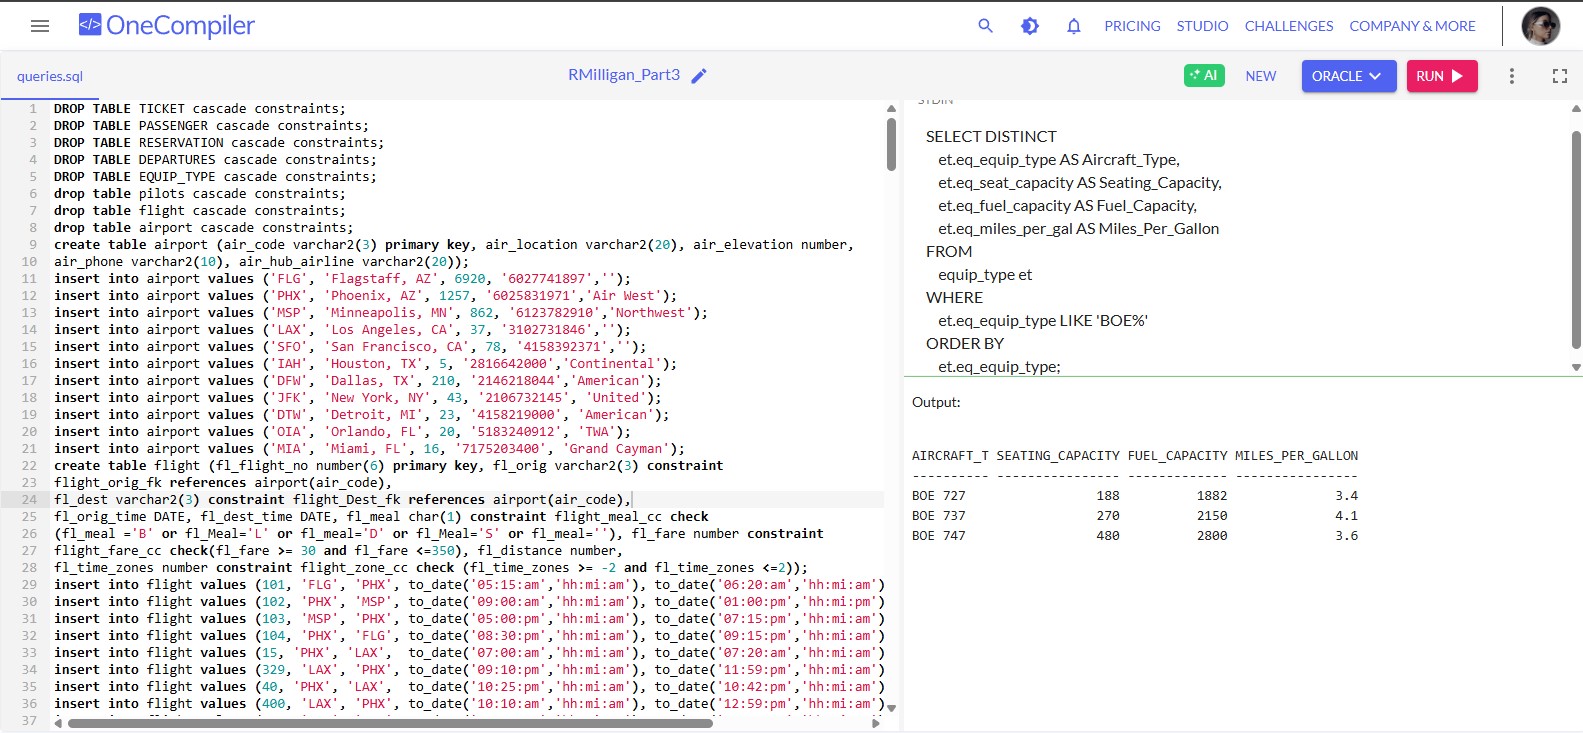 OneCompiler
PRICING STUDIO CHALLENGES COMPANY & MORE
queries.sql
RMilligan_Part3
AI NEW ORACLE RUN
1 DROP TABLE TICKET cascade constraints;
2 DROP TABLE PASSENGER cascade constraints;
3 DROP TABLE RESERVATION cascade constraints;
4 DROP TABLE DEPARTURES cascade constraints;
5 DROP TABLE EQUIP_TYPE cascade constraints;
6 drop table pilots cascade constraints;
7 drop table flight cascade constraints;
8 drop table airport cascade constraints;
9 create table airport (air_code varchar2(3) primary key, air_location varchar2(20), air_elevation number,
10 air_phone varchar2(10), air_hub_airline varchar2(20));
11 insert into airport values ('FLG', 'Flagstaff, AZ', 6920, '6027741897','');
12 insert into airport values ('PHX', 'Phoenix, AZ', 1257, '6025831971','Air West');
13 insert into airport values ('MSP', 'Minneapolis, MN', 862, '6123782910','Northwest');
14 insert into airport values ('LAX', 'Los Angeles, CA', 37, '3102731846','');
15 insert into airport values ('SFO', 'San Francisco, CA', 78, '4158392371','');
16 insert into airport values ('IAH', 'Houston, TX', 5, '2816642000','Continental');
17 insert into airport values ('DFW', 'Dallas, TX', 210, '2146218044','American');
18 insert into airport values ('JFK', 'New York, NY', 43, '2106732145', 'United');
19 insert into airport values ('DTW', 'Detroit, MI', 23, '4158219000', 'American');
20 insert into airport values ('OIA', 'Orlando, FL', 20, '5183240912', 'TWA');
21 insert into airport values ('MIA', 'Miami, FL', 16, '7175203400', 'Grand Cayman');
22 create table flight (fl_flight_no number(6) primary key, fl_orig varchar2(3) constraint
23 flight_orig_fk references airport(air_code),
24 fl_dest varchar2(3) constraint flight_Dest_fk references airport(air_code),
25 fl_orig_time DATE, fl_dest_time DATE, fl_meal char(1) constraint flight_meal_cc check
26 (fl_meal ='B' or fl_Meal='L' or fl_meal='D' or fl_Meal='S' or fl_meal=''), fl_fare number constraint
27 flight_fare_cc check(fl_fare >= 30 and fl_fare <=350), fl_distance number,
28 fl_time_zones number constraint flight_zone_cc check (fl_time_zones >= -2 and fl_time_zones <=2));
29 insert into flight values (101, 'FLG', 'PHX', to_date('05:15:am','hh:mi:am'), to_date('06:20:am','hh:mi:am')
30 insert into flight values (102, 'PHX', 'MSP', to_date('09:00:am','hh:mi:am'), to_date('01:00:pm','hh:mi:pm')
31 insert into flight values (103, 'MSP', 'PHX', to_date('05:00:pm','hh:mi:am'), to_date('07:15:pm','hh:mi:am')
32 insert into flight values (104, 'PHX', 'FLG', to_date('08:30:pm','hh:mi:am'), to_date('09:15:pm','hh:mi:am')
33 insert into flight values (15, 'PHX', 'LAX', to_date('07:00:am','hh:mi:am'), to_date('07:20:am','hh:mi:am')
34 insert into flight values (329, 'LAX', 'PHX', to_date('09:10:pm','hh:mi:am'), to_date('11:59:pm','hh:mi:am')
35 insert into flight values (40, 'PHX', 'LAX', to_date('10:25:pm','hh:mi:am'), to_date('10:42:pm','hh:mi:am')
36 insert into flight values (400, 'LAX', 'PHX', to_date('10:10:am','hh:mi:am'), to_date('12:59:pm','hh:mi:am')
37
STDIN
SELECT DISTINCT
et.eq_equip_type AS Aircraft_Type,
et.eq_seat_capacity AS Seating_Capacity,
et.eq_fuel_capacity AS Fuel_Capacity,
et.eq_miles_per_gal AS Miles_Per_Gallon
FROM
equip_type et
WHERE
et.eq_equip_type LIKE 'BOE%'
ORDER BY
et.eq_equip_type;
Output:
AIRCRAFT_T SEATING_CAPACITY FUEL_CAPACITY MILES_PER_GALLON
---------- ---------------- ------------- ----------------
BOE 727 188 1882 3.4
BOE 737 270 2150 4.1
BOE 747 480 2800 3.6